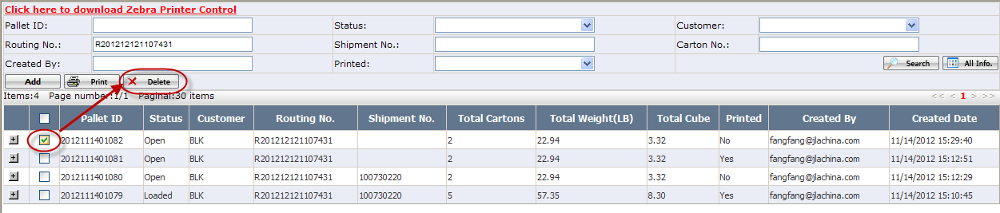 Click here to download Zebra Printer Control
Pallet ID: Status: Customer:
Routing No.: R201212121107431 Shipment No.: Carton No.:
Created By: Printed: Search All Info.
Add Print Delete
Items:4 Page number:1/1 Paginal:30 items << < 1 > >>
Pallet ID Status Customer Routing No. Shipment No. Total Cartons Total Weight(LB) Total Cube Printed Created By Created Date
2012111401082 Open BLK R201212121107431 2 22.94 3.32 No fangfang@jlachina.com 11/14/2012 15:29:40
2012111401081 Open BLK R201212121107431 2 22.94 3.32 Yes fangfang@jlachina.com 11/14/2012 15:12:51
2012111401080 Open BLK R201212121107431 100730220 2 22.94 3.32 No fangfang@jlachina.com 11/14/2012 15:12:29
2012111401079 Loaded BLK R201212121107431 100730220 5 57.35 8.30 Yes fangfang@jlachina.com 11/14/2012 15:10:45